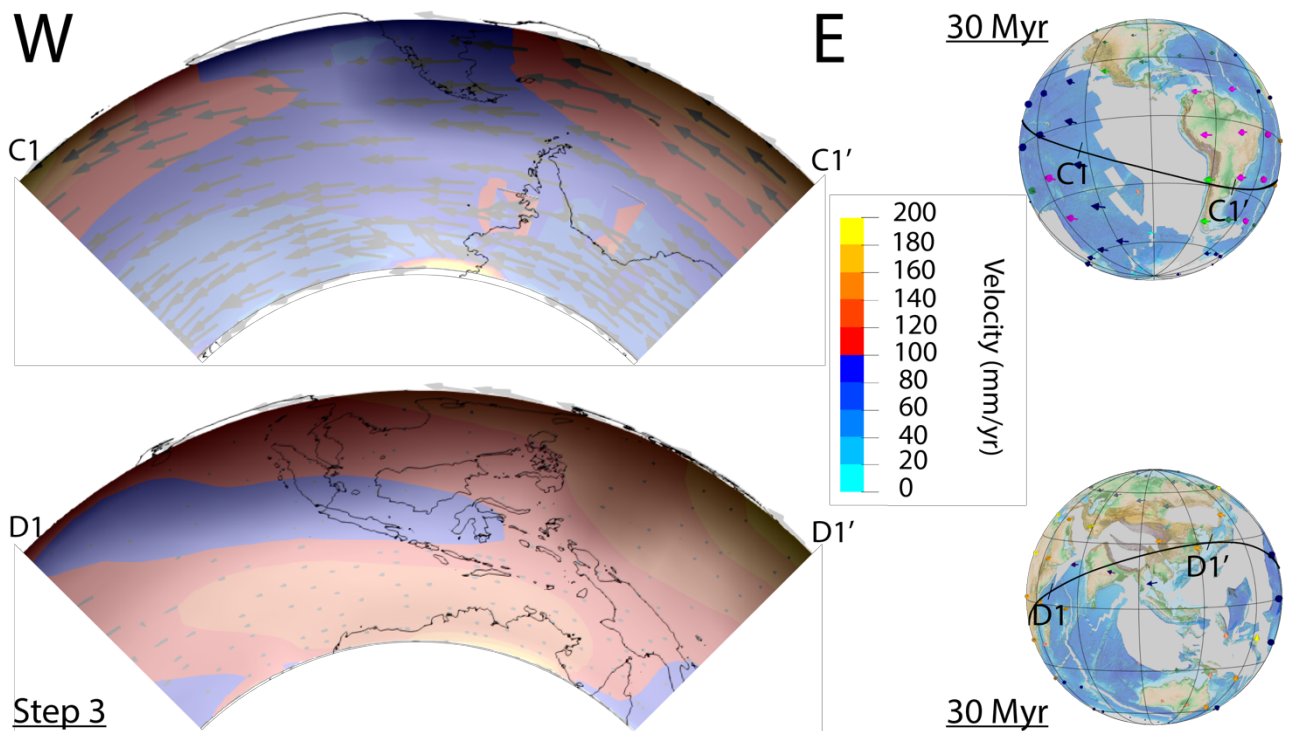 W
E
30 Myr
C1
C1’
C1
C1’
200
180
160
140
120
100
80
60
40
20
0
Velocity (mm/yr)
D1
D1’
D1
D1’
Step 3
30 Myr